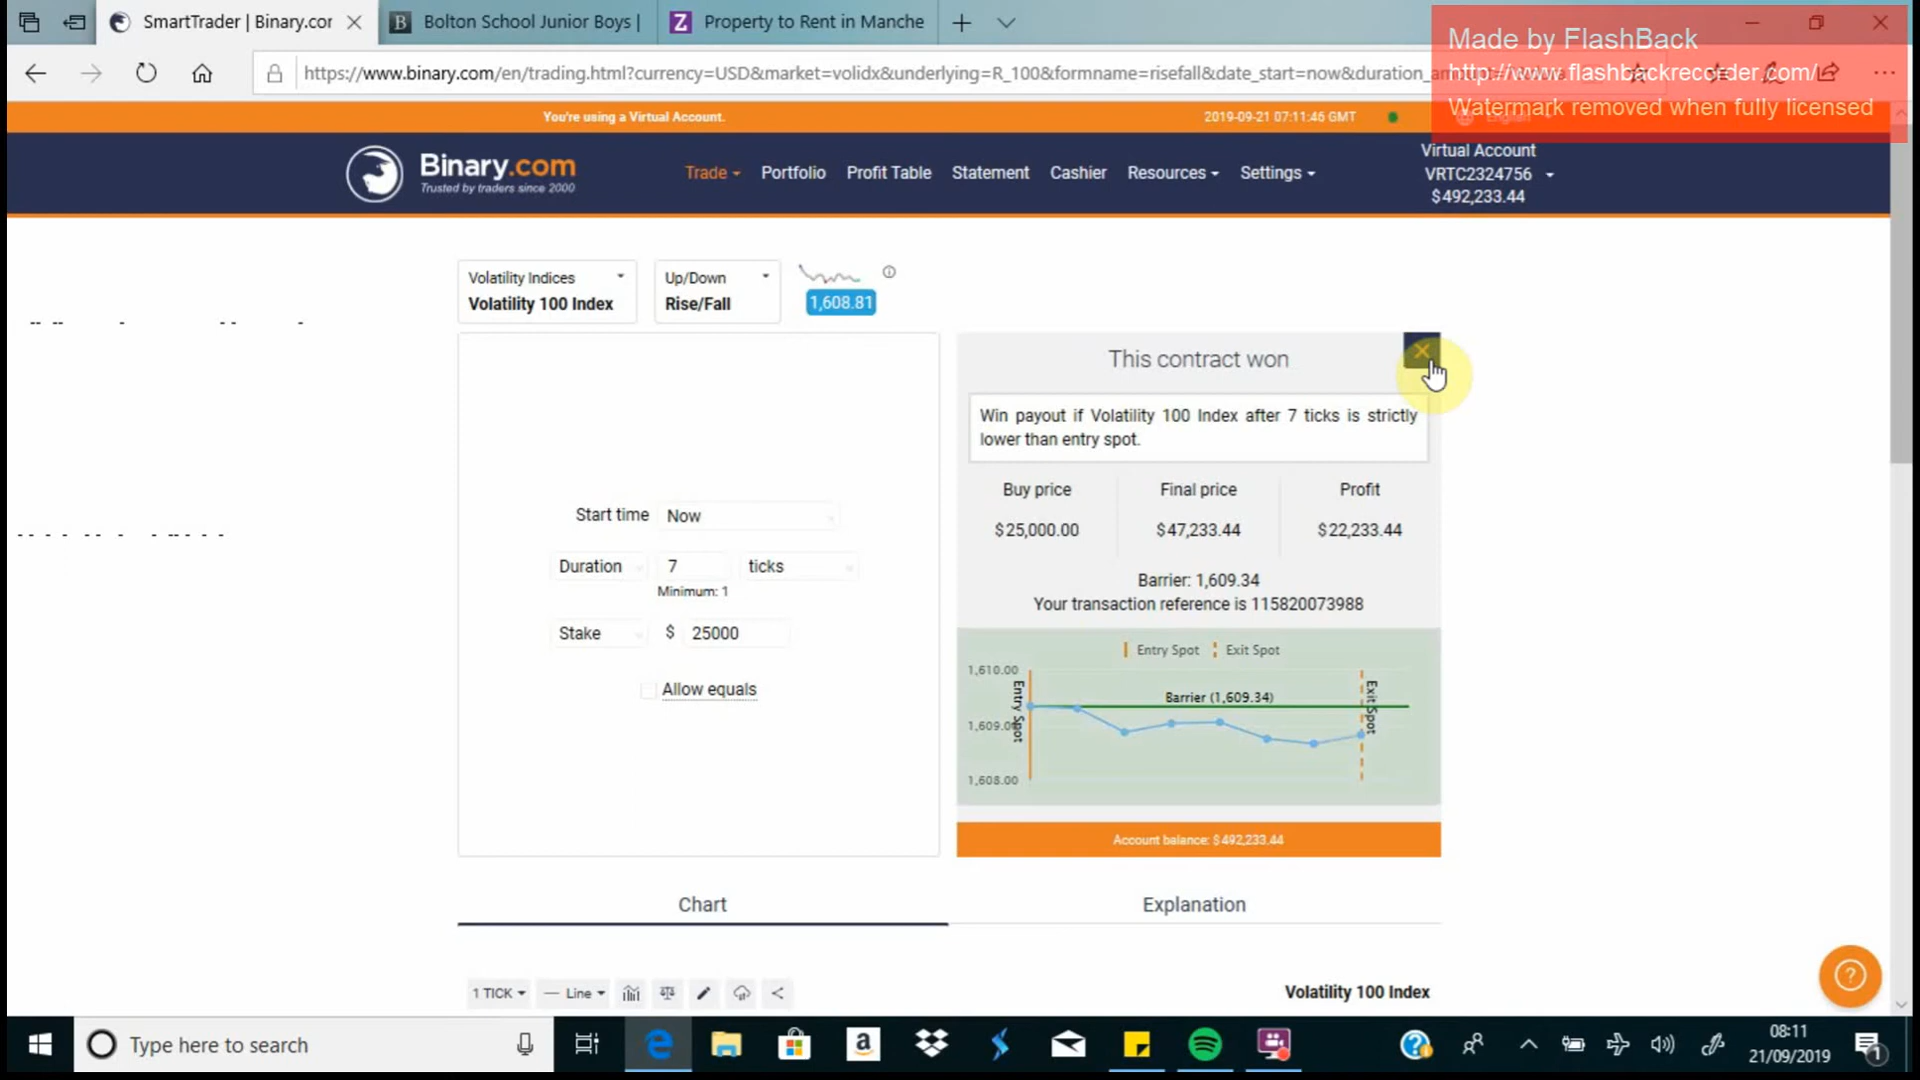 SmartTrader | Binary.cor
Bolton School Junior Boys |
Property to Rent in Manche
Made by FlashBack
http://www.flashbackrecorder.com/
Watermark removed when fully licensed
https://www.binary.com/en/trading.html?currency=USD&market=volidx&underlying=R_100&formname=risefall&date_start=now&duration_
You're using a Virtual Account.
2019-09-21 07:11:46 GMT
Binary.com
Trusted by traders since 2000
Trade
Portfolio
Profit Table
Statement
Cashier
Resources
Settings
Virtual Account
VRTC2324756
$492,233.44
Volatility Indices
Volatility 100 Index
Up/Down
Rise/Fall
1,608.81
This contract won
Win payout if Volatility 100 Index after 7 ticks is strictly
lower than entry spot.
Buy price
Final price
Profit
$25,000.00
$47,233.44
$22,233.44
Barrier: 1,609.34
Your transaction reference is 115820073988
Start time
Now
Duration
7
ticks
Minimum: 1
Stake
$
25000
Allow equals
Entry Spot
Exit Spot
1,610.00
Barrier (1,609.34)
Entry Spot
Exit Spot
1,609.0
1,608.00
Account balance: $492,233.44
Chart
Explanation
1 TICK
Line
Volatility 100 Index
Type here to search
08:11
21/09/2019
1